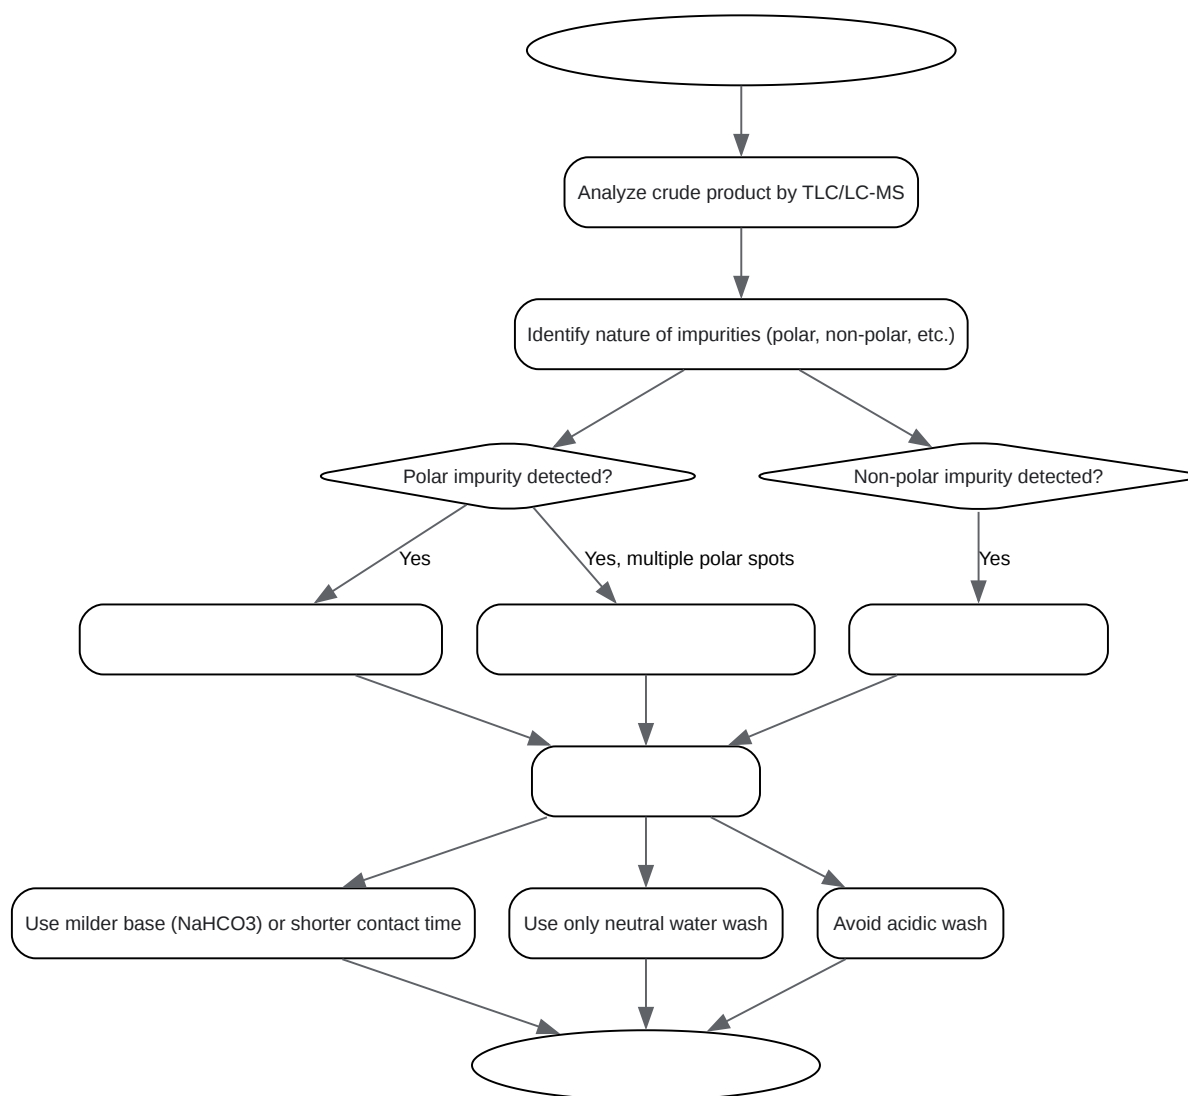 Analyze crude product by TLC/LC-MS
Identify nature of impurities (polar, non-polar, etc.)
Polar impurity detected?
Non-polar impurity detected?
Yes
Yes, multiple polar spots
Yes
Use milder base (NaHCO3) or shorter contact time
Use only neutral water wash
Avoid acidic wash